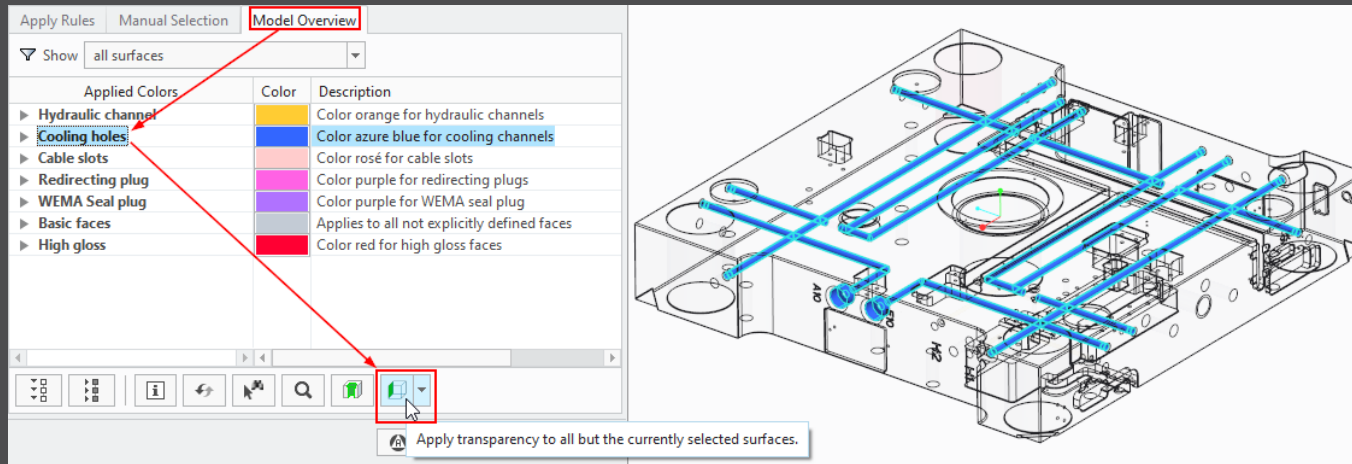 Apply Rules Manual Selection Model Overview
Show all surfaces
Applied Colors Color Description
Hydraulic channel Color orange for hydraulic channels
Cooling holes Color azure blue for cooling channels
Cable slots Color rosé for cable slots
Redirecting plug Color purple for redirecting plugs
WEMA Seal plug Color purple for WEMA seal plug
Basic faces Applies to all not explicitly defined faces
High gloss Color red for high gloss faces
Apply transparency to all but the currently selected surfaces.
A10
E10
H2